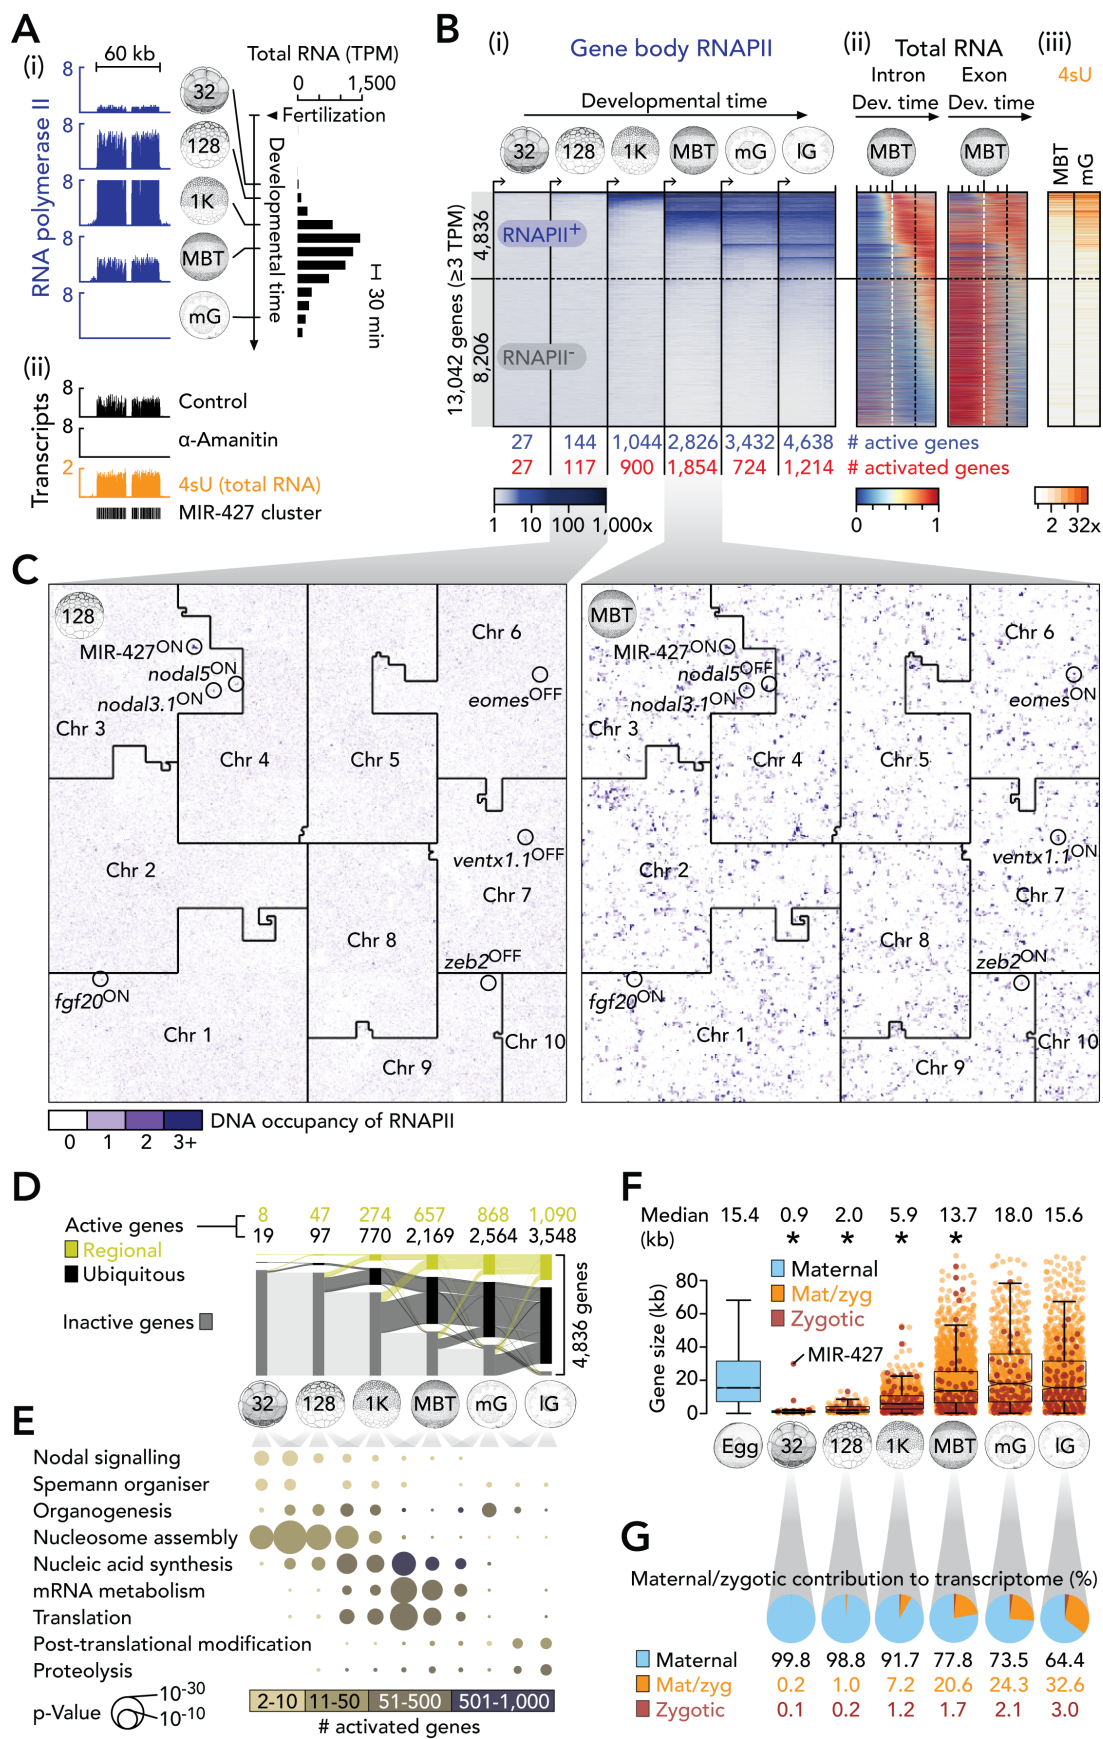 A
(i)
60 kb
Total RNA (TPM)
0 1,500
RNA polymerase II
8
8
8
8
8
32
128
1K
MBT
mG
Fertilization
Developmental time
30 min
(ii)
Transcripts
8
Control
8
α-Amanitin
2
4sU (total RNA)
MIR-427 cluster
B
(i) Gene body RNAPII
Developmental time
32 128 1K MBT mG lG
13,042 genes (≥3 TPM)
4,836
8,206
RNAPII+
RNAPII-
27 144 1,044 2,826 3,432 4,638 # active genes
27 117 900 1,854 724 1,214 # activated genes
1 10 100 1,000x
(ii) Total RNA
Intron Exon
Dev. time Dev. time
MBT MBT
0 1
(iii)
4sU
MBT
mG
2 32x
C
128
MIR-427ON
nodal5ON
nodal3.1ON
Chr 3
Chr 4
Chr 5
Chr 6
eomesOFF
ventx1.1OFF
Chr 2
Chr 7
Chr 8
zeb2OFF
fgf20ON
Chr 1
Chr 10
Chr 9
MBT
MIR-427ON
nodal5OFF
nodal3.1ON
Chr 3
Chr 4
Chr 5
Chr 6
eomesON
ventx1.1ON
Chr 2
Chr 7
Chr 8
zeb2ON
fgf20ON
Chr 1
Chr 10
Chr 9
0 1 2 3+
DNA occupancy of RNAPII
D
Active genes
8 47 274 657 868 1,090
19 97 770 2,169 2,564 3,548
Regional
Ubiquitous
Inactive genes
4,836 genes
32 128 1K MBT mG lG
E
Nodal signalling
Spemann organiser
Organogenesis
Nucleosome assembly
Nucleic acid synthesis
mRNA metabolism
Translation
Post-translational modification
Proteolysis
p-Value
10-30
10-10
2-10 11-50 51-500 501-1,000
# activated genes
F
Median 15.4 0.9 2.0 5.9 13.7 18.0 15.6
(kb) * * * *
Gene size (kb)
80
60
40
20
0
Maternal
Mat/zyg
Zygotic
MIR-427
Egg 32 128 1K MBT mG lG
G
Maternal/zygotic contribution to transcriptome (%)
Maternal 99.8 98.8 91.7 77.8 73.5 64.4
Mat/zyg 0.2 1.0 7.2 20.6 24.3 32.6
Zygotic 0.1 0.2 1.2 1.7 2.1 3.0